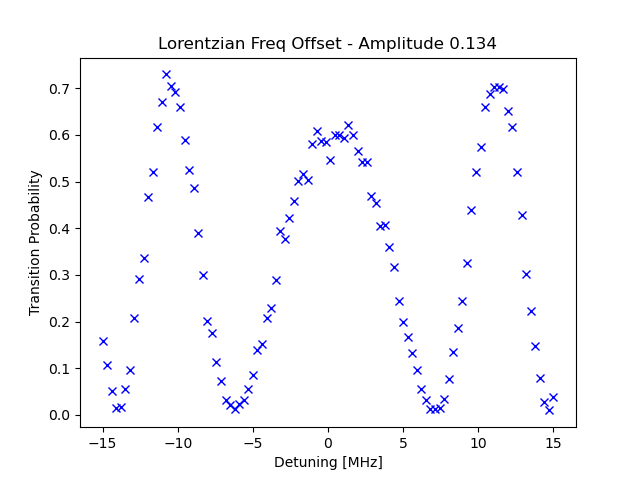 Lorentzian Freq Offset - Amplitude 0.134
Transition Probability
0.7
0.6
0.5
0.4
0.3
0.2
0.1
0.0
−15 −10 −5 0 5 10 15
Detuning [MHz]